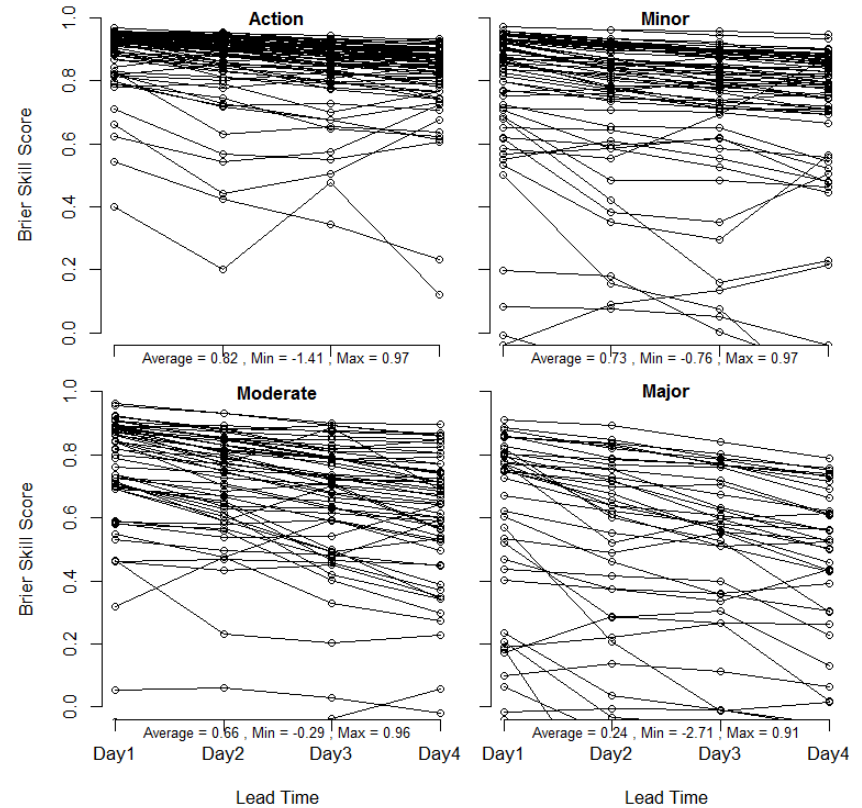 Action
Minor
Brier Skill Score
1.0
0.8
0.6
0.4
0.2
0.0
Average = 0.82 , Min = -1.41 , Max = 0.97
Average = 0.73 , Min = -0.76 , Max = 0.97
Moderate
Major
Brier Skill Score
1.0
0.8
0.6
0.4
0.2
0.0
Average = 0.66 , Min = -0.29 , Max = 0.96
Average = 0.24 , Min = -2.71 , Max = 0.91
Day1 Day2 Day3 Day4
Day1 Day2 Day3 Day4
Lead Time
Lead Time